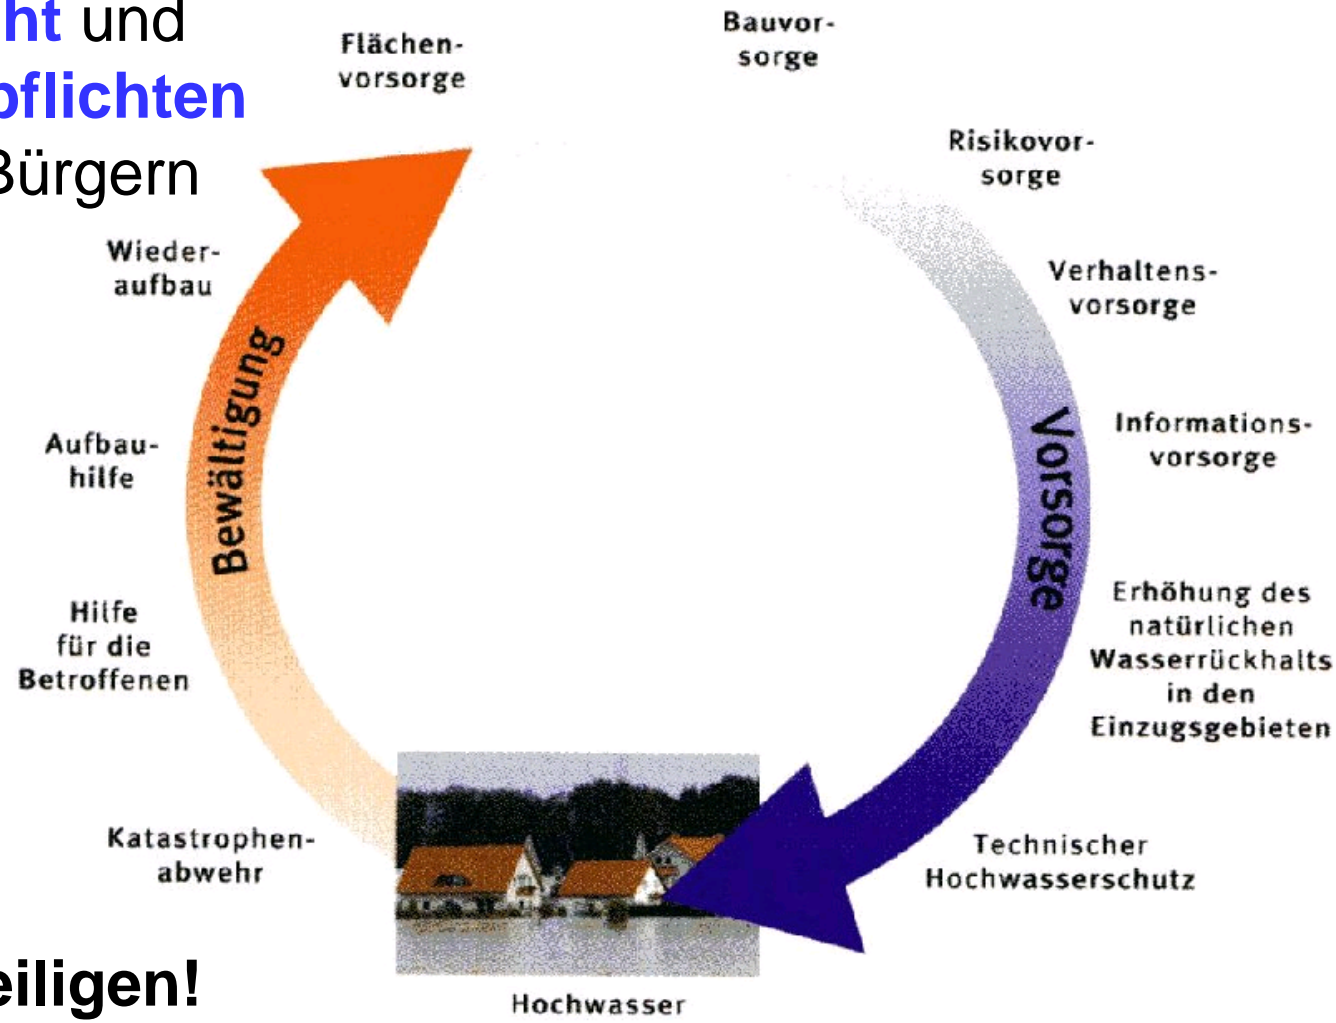 ht und
pflichten
Bürgern
eiligen!
Flächen-
vorsorge
Bauvor-
sorge
Risikovor-
sorge
Verhaltens-
vorsorge
Informations-
vorsorge
Erhöhung des
natürlichen
Wasserrückhalts
in den
Einzugsgebieten
Technischer
Hochwasserschutz
Vorsorge
Hochwasser
Katastrophen-
abwehr
Hilfe
für die
Betroffenen
Aufbau-
hilfe
Wieder-
aufbau
Bewältigung